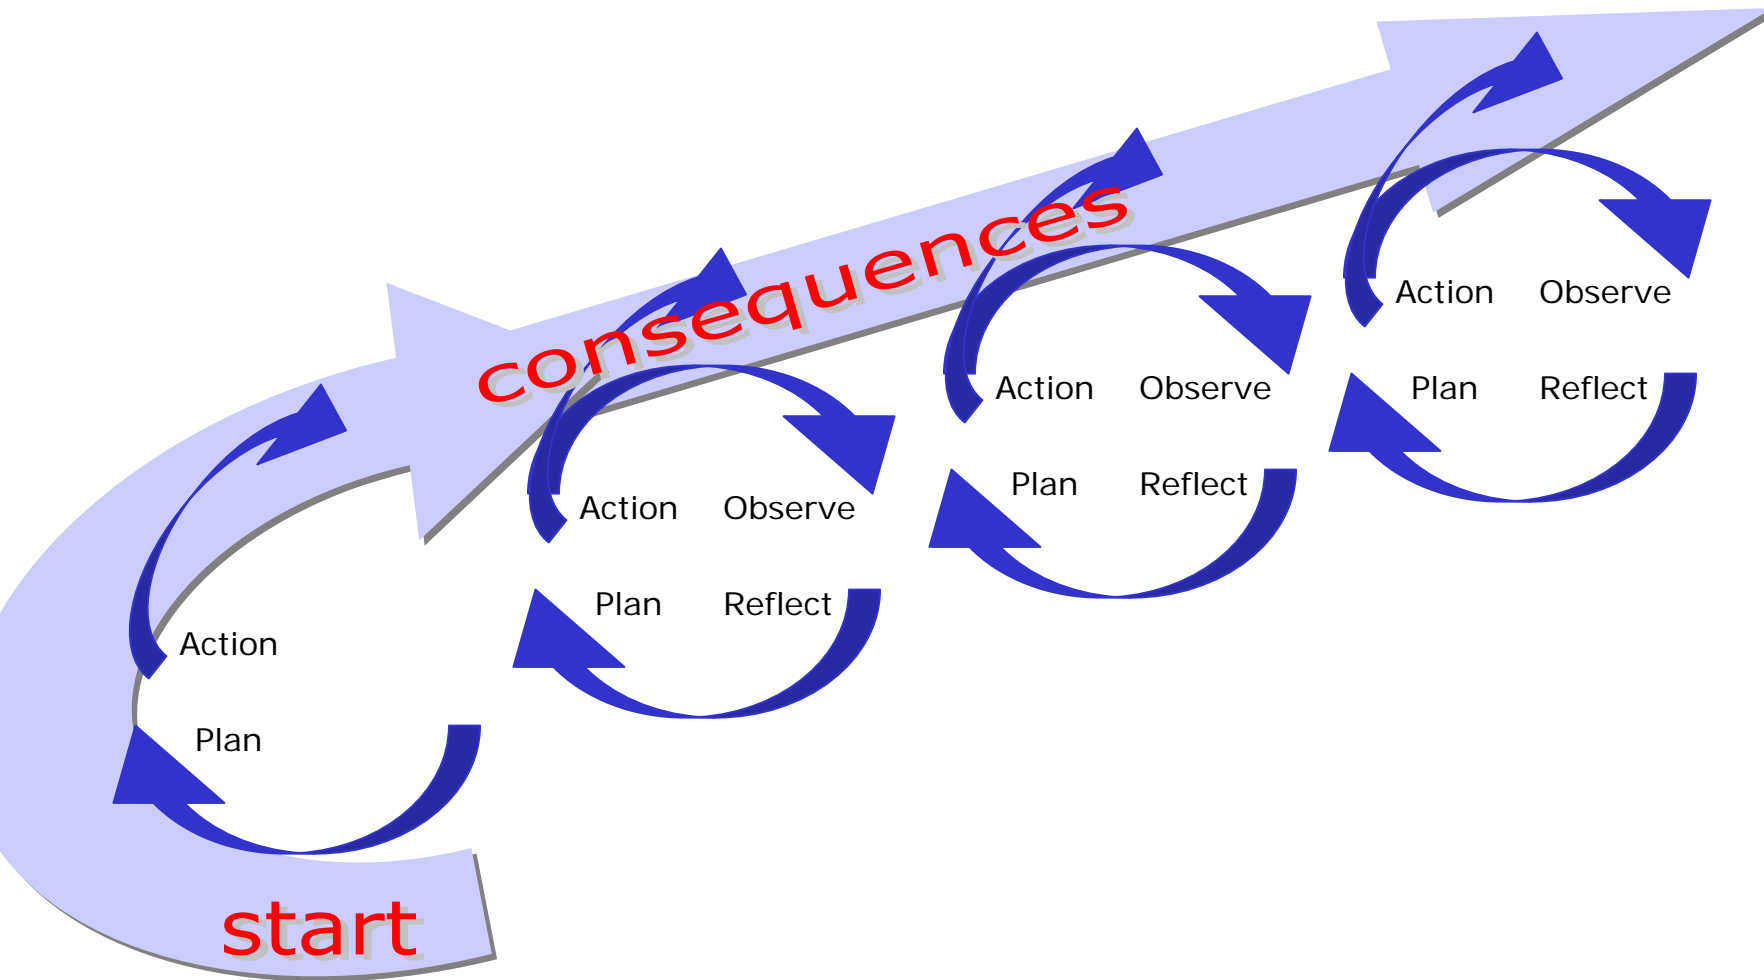 consequences
Action Observe
Plan Reflect
Action Observe
Plan Reflect
Action Observe
Plan Reflect
Action
Plan
start